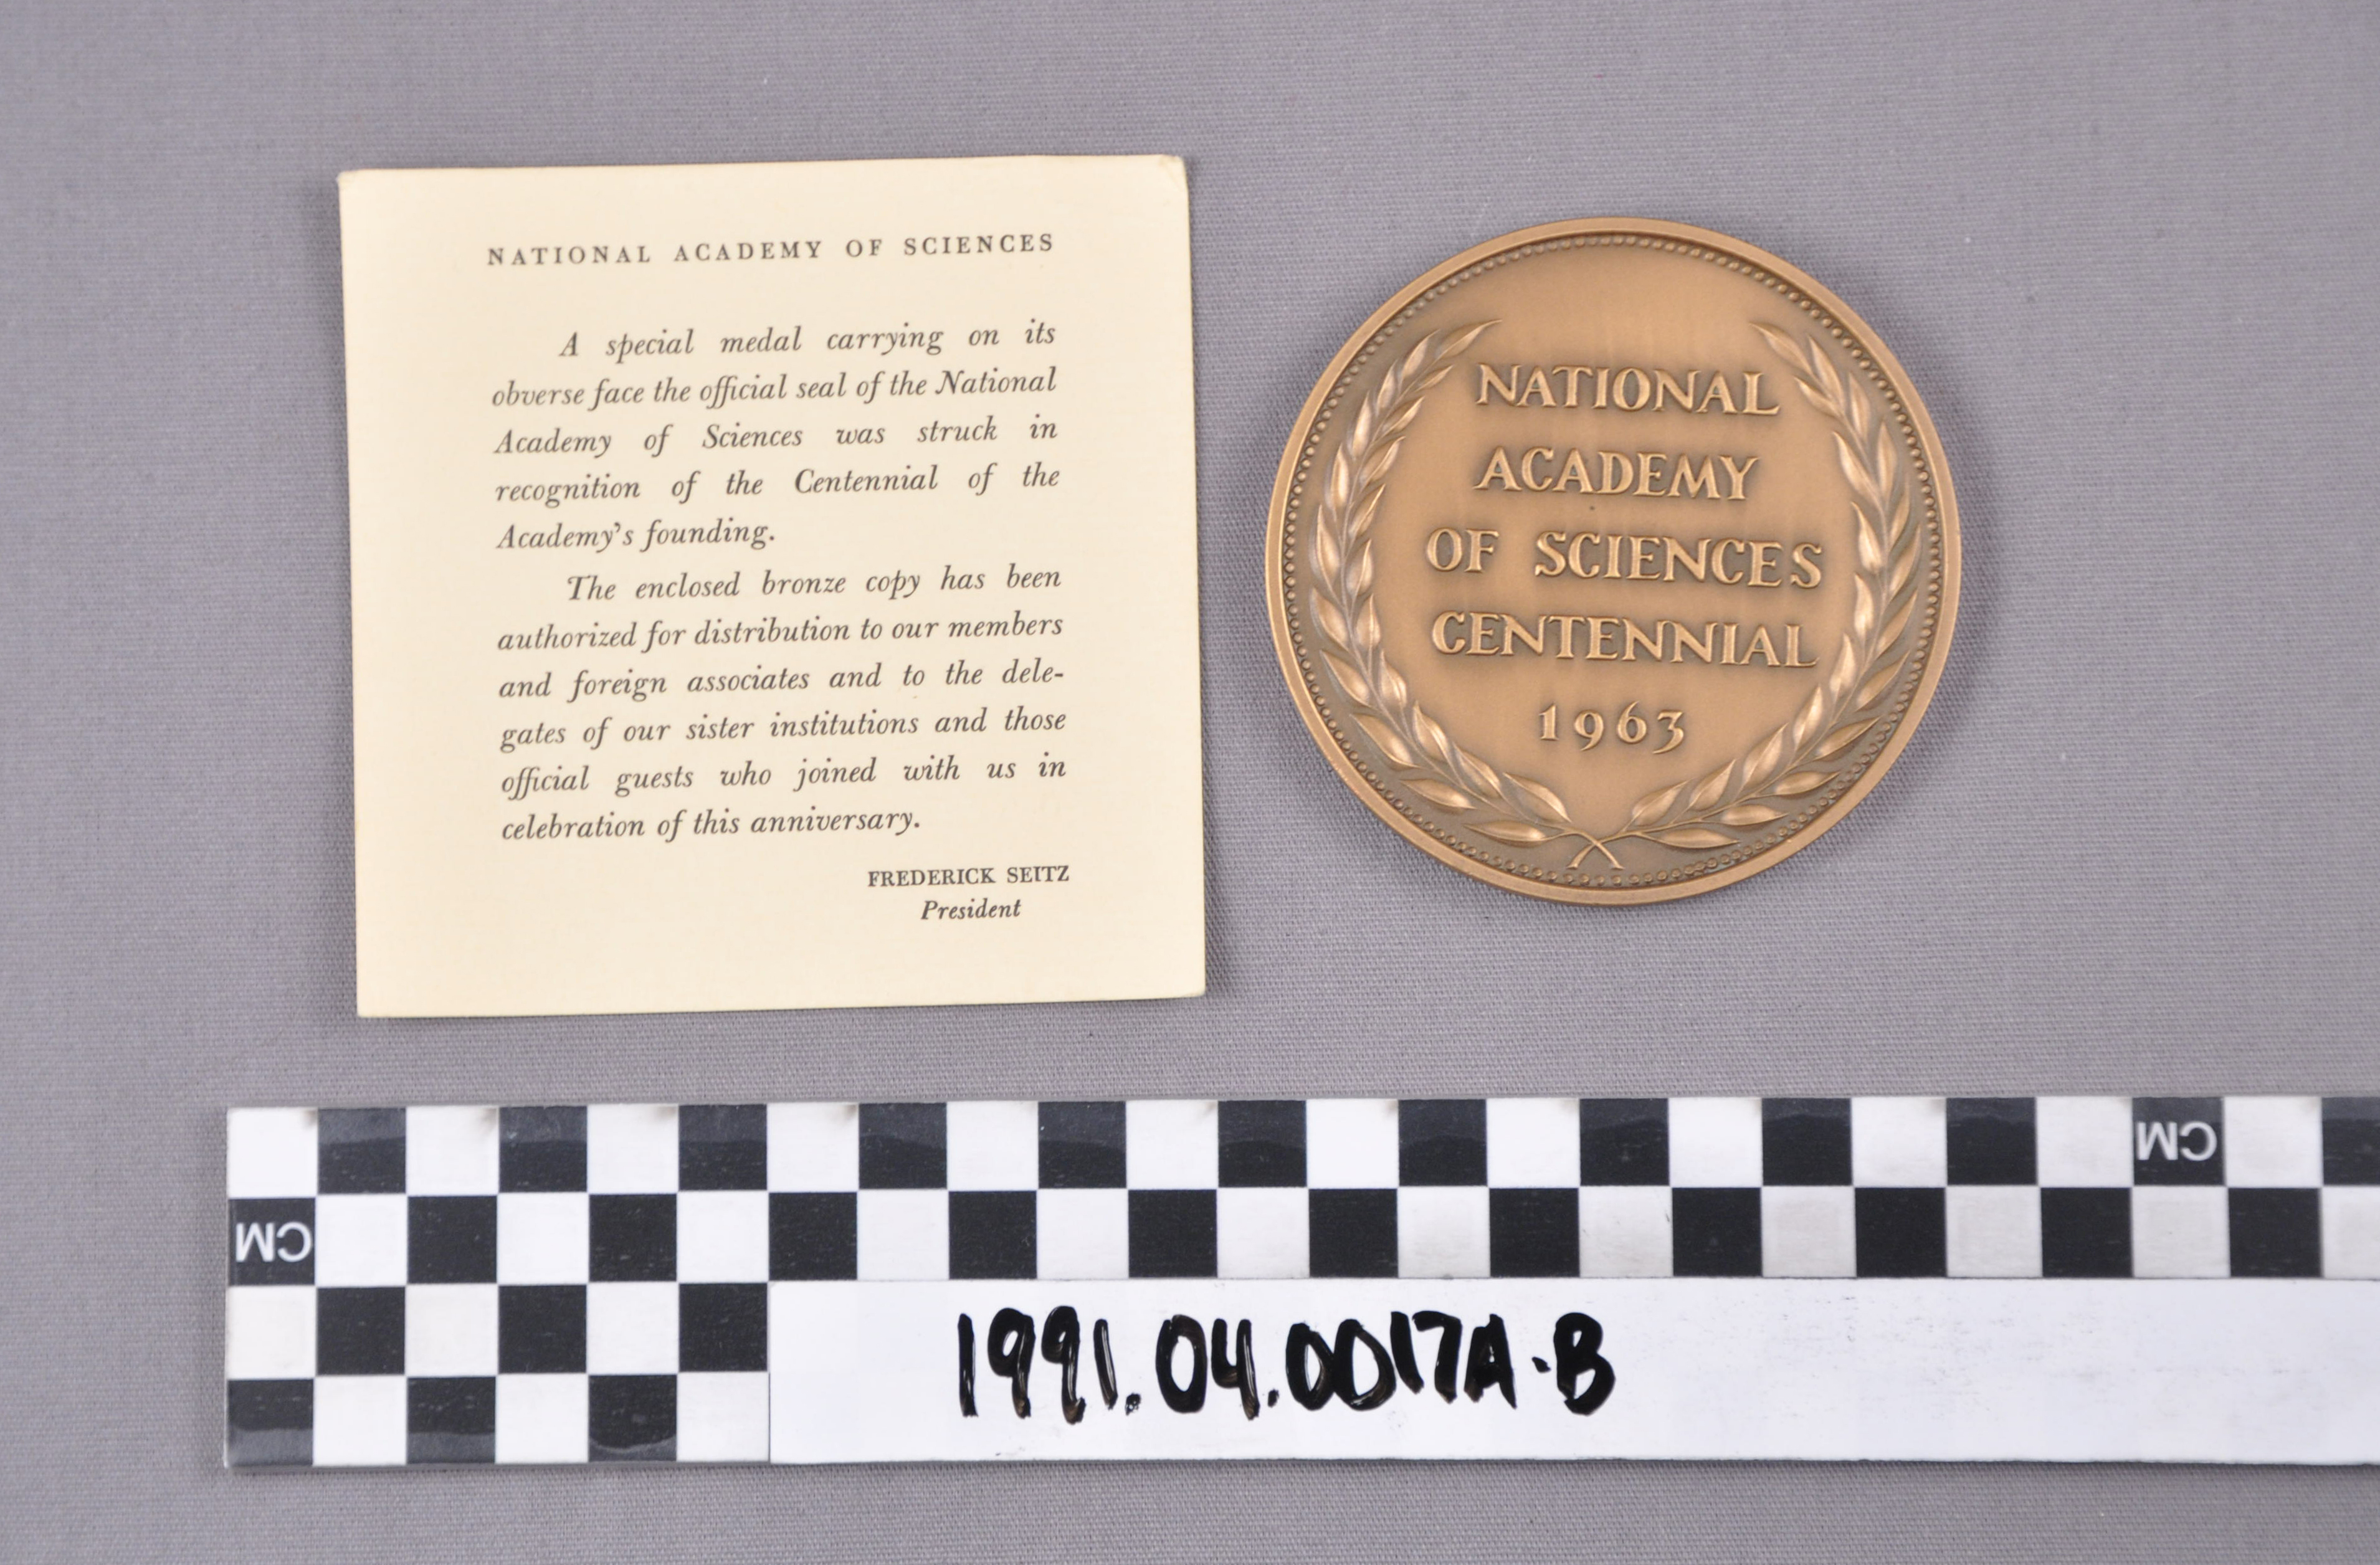 NATIONAL ACADEMY OF SCIENCES
A special medal carrying on its
obverse face the official seal of the National
Academy of Sciences was struck in
recognition of the Centennial of the
Academy's founding.
The enclosed bronze copy has been
authorized for distribution to our members
and foreign associates and to the dele-
gates of our sister institutions and those
official guests who joined with us in
celebration of this anniversary.
FREDERICK SEITZ
President
NATIONAL
ACADEMY
OF SCIENCES
CENTENNIAL
1963
CM
CM
1991.04.0017A-B